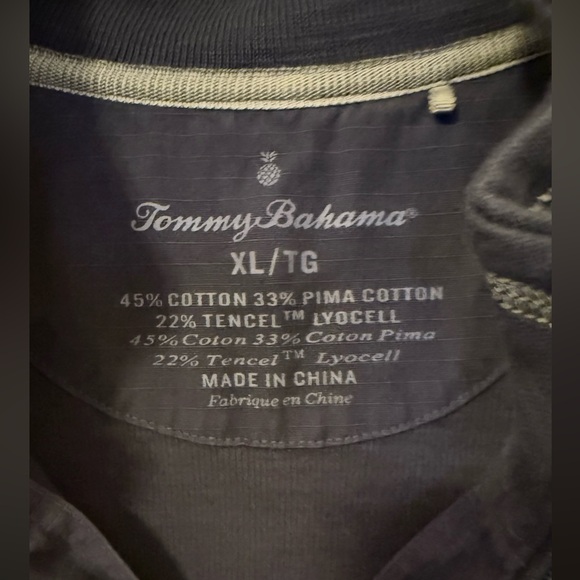 Tommy Bahama®
XL/TG
45% COTTON 33% PIMA COTTON
22% TENCEL™ LYOCELL
45% Coton 33% Coton Pima
22% Tencel™ Lyocell
MADE IN CHINA
Fabrique en Chine